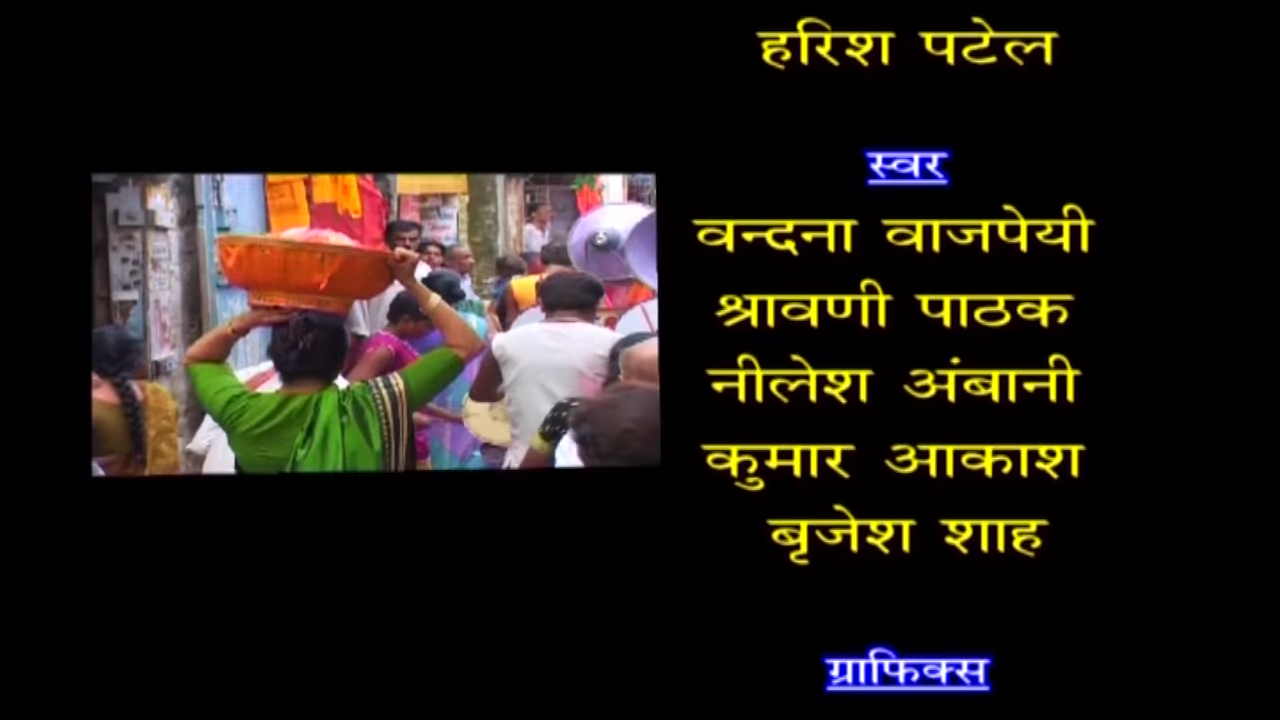 हरिश पटेल
स्वर
वन्दना वाजपेयी
श्रावणी पाठक
नीलेश अंबानी
कुमार आकाश
बृजेश शाह
ग्राफिक्स